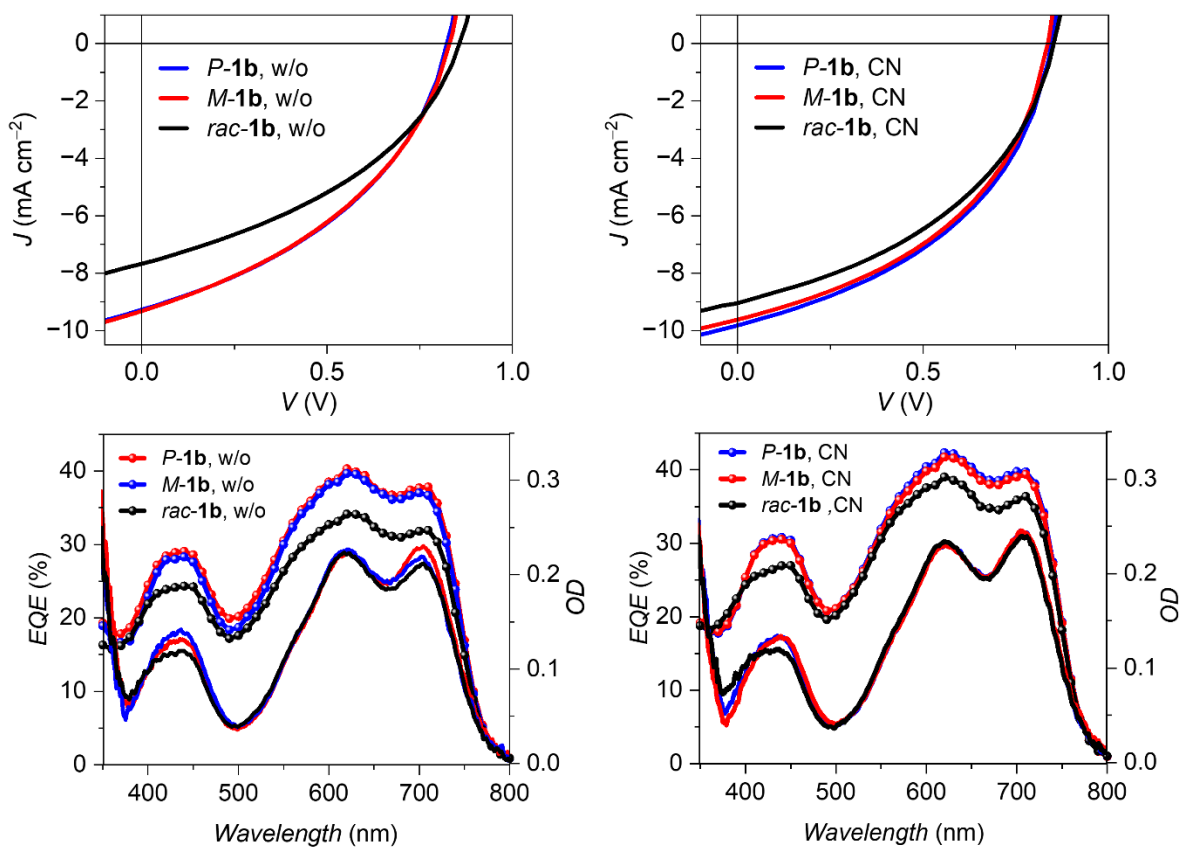 0
−2
−4
−6
−8
−10
J (mA cm−2)
P-1b, w/o
M-1b, w/o
rac-1b, w/o
0.0
0.5
1.0
V (V)
0
−2
−4
−6
−8
−10
J (mA cm−2)
P-1b, CN
M-1b, CN
rac-1b, CN
0.0
0.5
1.0
V (V)
40
30
20
10
0
EQE (%)
P-1b, w/o
M-1b, w/o
rac-1b, w/o
0.3
0.2
0.1
0.0
OD
400
500
600
700
800
Wavelength (nm)
40
30
20
10
0
EQE (%)
P-1b, CN
M-1b, CN
rac-1b ,CN
0.3
0.2
0.1
0.0
OD
400
500
600
700
800
Wavelength (nm)